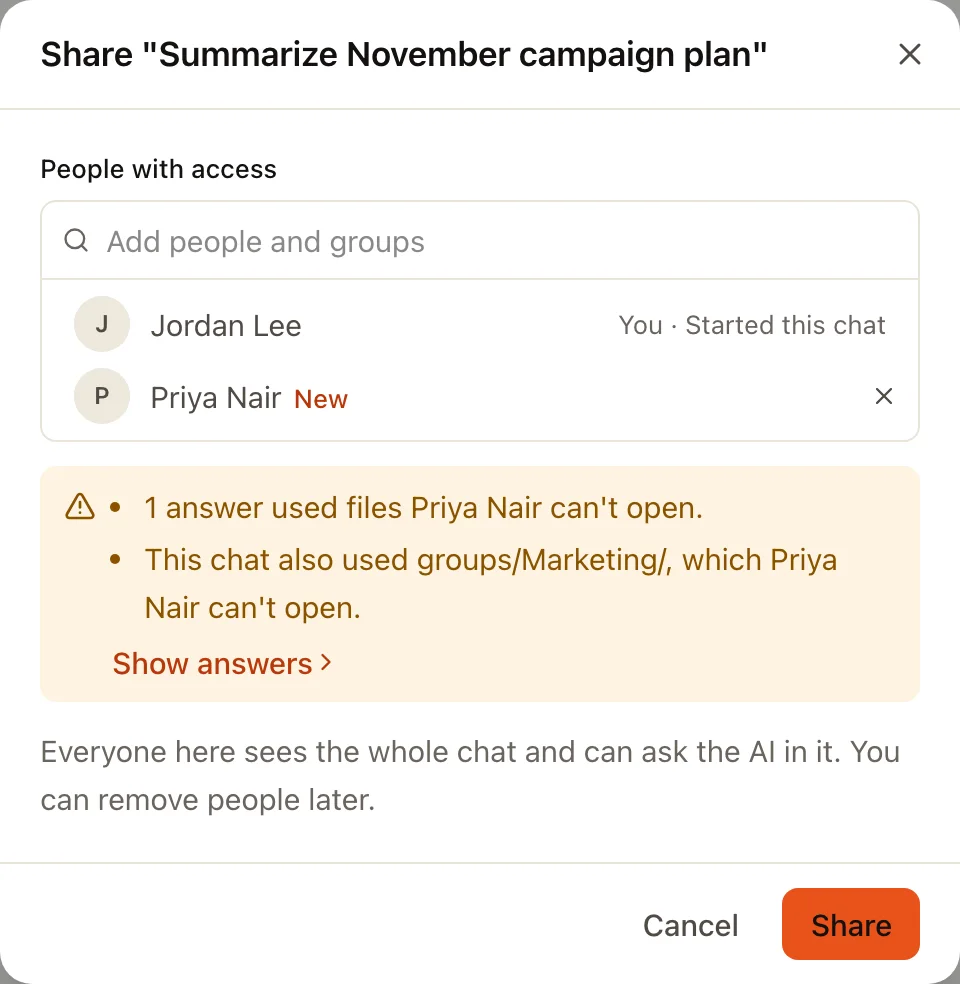 Share "Summarize November campaign plan"
People with access
Add people and groups
J
Jordan Lee
You · Started this chat
P
Priya Nair New
• 1 answer used files Priya Nair can't open.
• This chat also used groups/Marketing/, which Priya
Nair can't open.
Show answers
Everyone here sees the whole chat and can ask the AI in it. You
can remove people later.
Cancel
Share